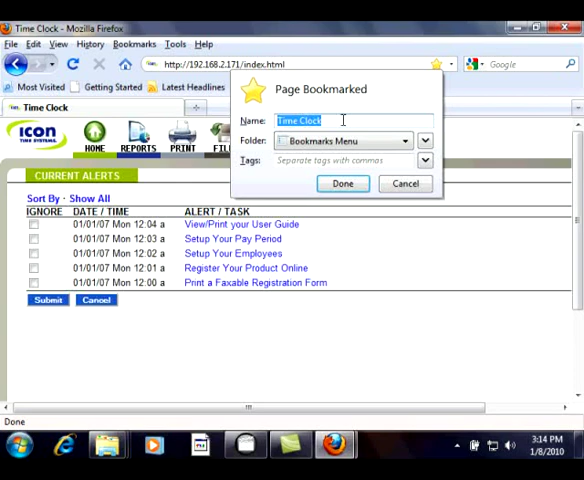 Time Clock - Mozilla Firefox
File Edit View History Bookmarks Tools Help
http://192.168.2.171/index.html
Google
Most Visited Getting Started Latest Headlines
Page Bookmarked
Time Clock
Name: Time Clock
Folder: Bookmarks Menu
Tags: Separate tags with commas
Done Cancel
icon
TIME SYSTEMS
HOME REPORTS PRINT
CURRENT ALERTS
Sort By · Show All
IGNORE DATE / TIME ALERT / TASK
01/01/07 Mon 12:04 a View/Print your User Guide
01/01/07 Mon 12:03 a Setup Your Pay Period
01/01/07 Mon 12:02 a Setup Your Employees
01/01/07 Mon 12:01 a Register Your Product Online
01/01/07 Mon 12:00 a Print a Faxable Registration Form
Submit Cancel
Done
3:14 PM
1/8/2010